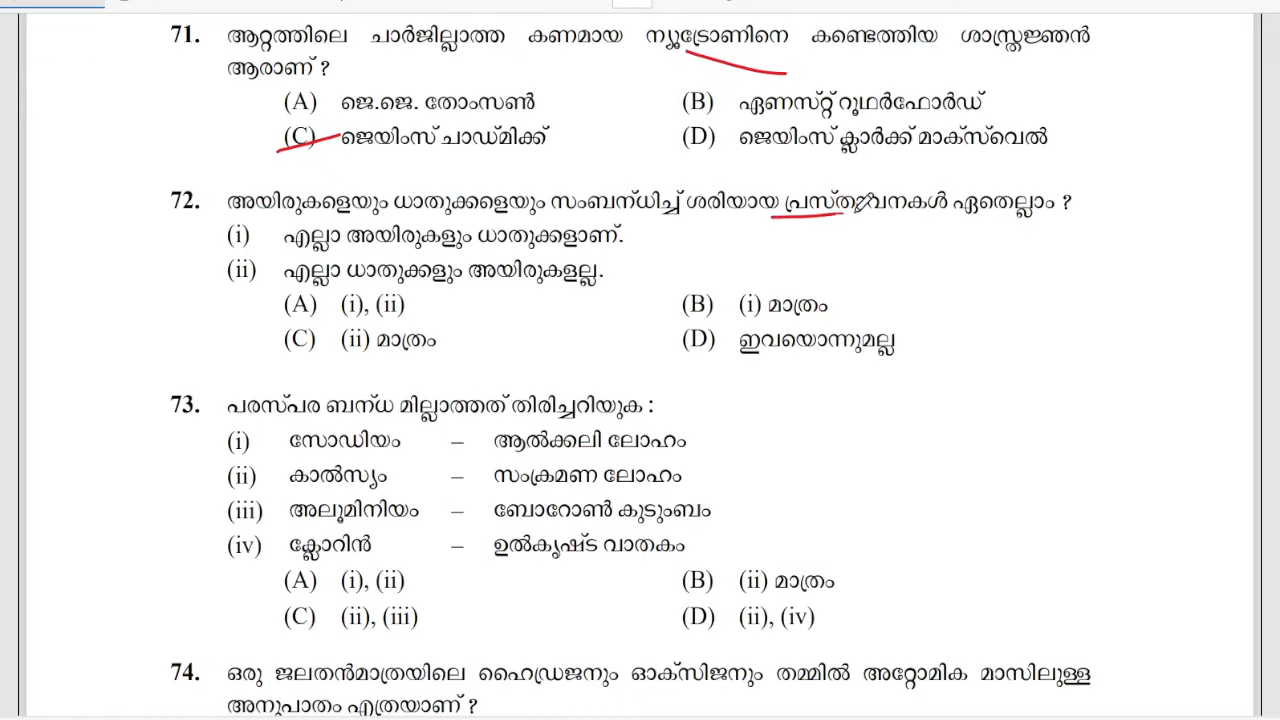 71. ആറ്റത്തിലെ ചാർജില്ലാത്ത കണമായ ന്യൂട്രോണിനെ കണ്ടെത്തിയ ശാസ്ത്രജ്ഞൻ
ആരാണ് ?
(A) ജെ.ജെ. തോംസൺ (B) ഏണസ്റ്റ് റൂഥർഫോർഡ്
(C) ജെയിംസ് ചാഡ്മിക്ക് (D) ജെയിംസ് ക്ലാർക്ക് മാക്സ്‌വെൽ
72. അയിരുകളെയും ധാതുക്കളെയും സംബന്ധിച്ച് ശരിയായ പ്രസ്താവനകൾ ഏതെല്ലാം ?
(i) എല്ലാ അയിരുകളും ധാതുക്കളാണ്.
(ii) എല്ലാ ധാതുക്കളും അയിരുകളല്ല.
(A) (i), (ii) (B) (i) മാത്രം
(C) (ii) മാത്രം (D) ഇവയൊന്നുമല്ല
73. പരസ്പര ബന്ധ മില്ലാത്തത് തിരിച്ചറിയുക :
(i) സോഡിയം – ആൽക്കലി ലോഹം
(ii) കാൽസ്യം – സംക്രമണ ലോഹം
(iii) അലൂമിനിയം – ബോറോൺ കുടുംബം
(iv) ക്ലോറിൻ – ഉൽകൃഷ്ട വാതകം
(A) (i), (ii) (B) (ii) മാത്രം
(C) (ii), (iii) (D) (ii), (iv)
74. ഒരു ജലതൻമാത്രയിലെ ഹൈഡ്രജനും ഓക്സിജനും തമ്മിൽ അറ്റോമിക മാസിലുള്ള
അനുപാതം എത്രയാണ് ?